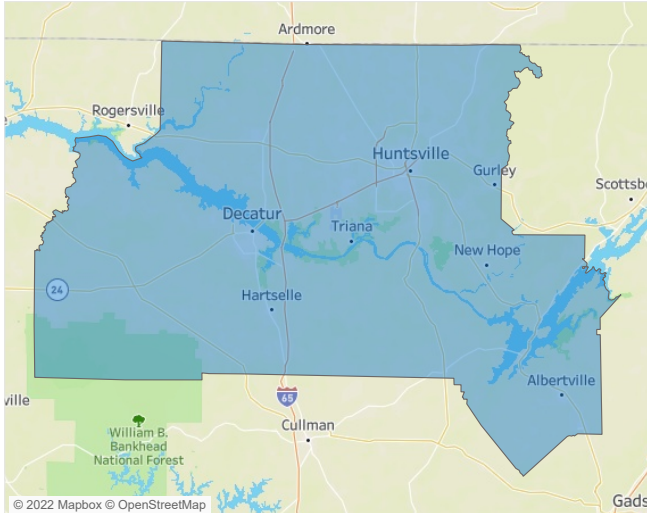 Ardmore
Rogersville
Huntsville
Gurley
Scottsb
Decatur
Triana
New Hope
24
Hartselle
Albertville
ville
65
Cullman
William B.
Bankhead
National Forest
Gads
© 2022 Mapbox © OpenStreetMap